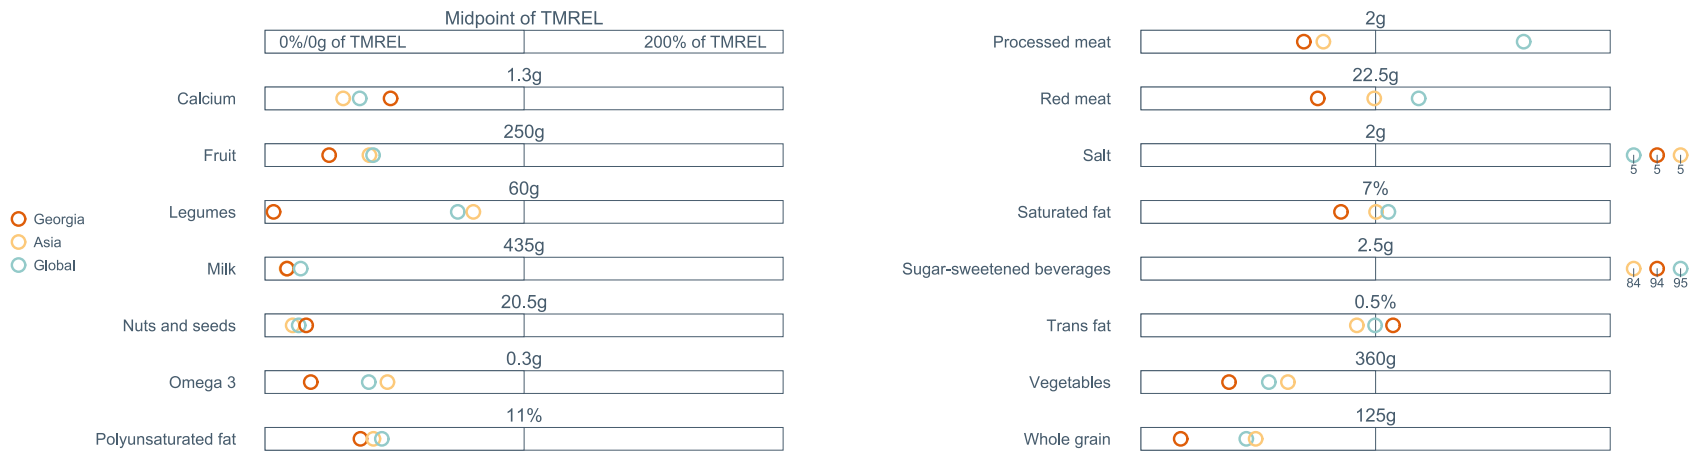 Midpoint of TMREL
0%/0g of TMREL 200% of TMREL
1.3g
Calcium
250g
Fruit
60g
Legumes
435g
Milk
20.5g
Nuts and seeds
0.3g
Omega 3
11%
Polyunsaturated fat
Georgia
Asia
Global
2g
Processed meat
22.5g
Red meat
2g
Salt
5 5 5
7%
Saturated fat
2.5g
Sugar-sweetened beverages
84 94 95
0.5%
Trans fat
360g
Vegetables
125g
Whole grain